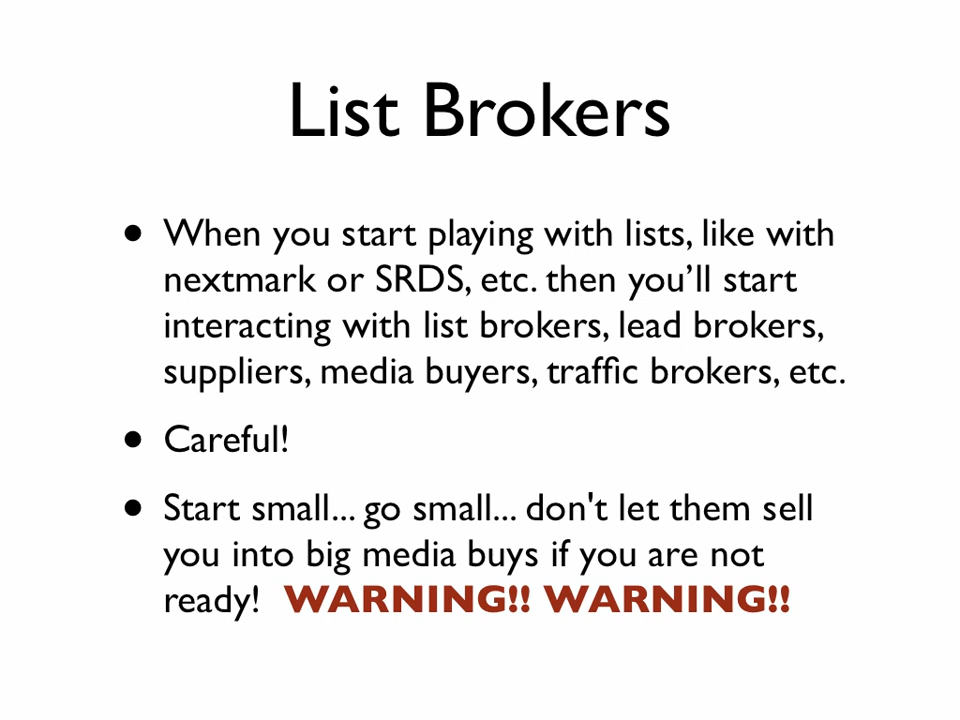 List Brokers
• When you start playing with lists, like with
nextmark or SRDS, etc. then you’ll start
interacting with list brokers, lead brokers,
suppliers, media buyers, traffic brokers, etc.
• Careful!
• Start small... go small... don't let them sell
you into big media buys if you are not
ready! WARNING!! WARNING!!